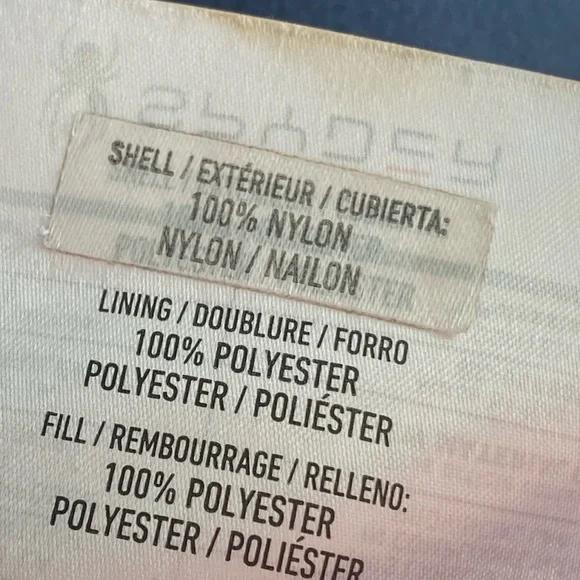 SPYDER
SHELL / EXTÉRIEUR / CUBIERTA:
100% NYLON
NYLON / NAILON
LINING / DOUBLURE / FORRO
100% POLYESTER
POLYESTER / POLIÉSTER
FILL / REMBOURRAGE / RELLENO:
100% POLYESTER
POLYESTER / POLIÉSTER